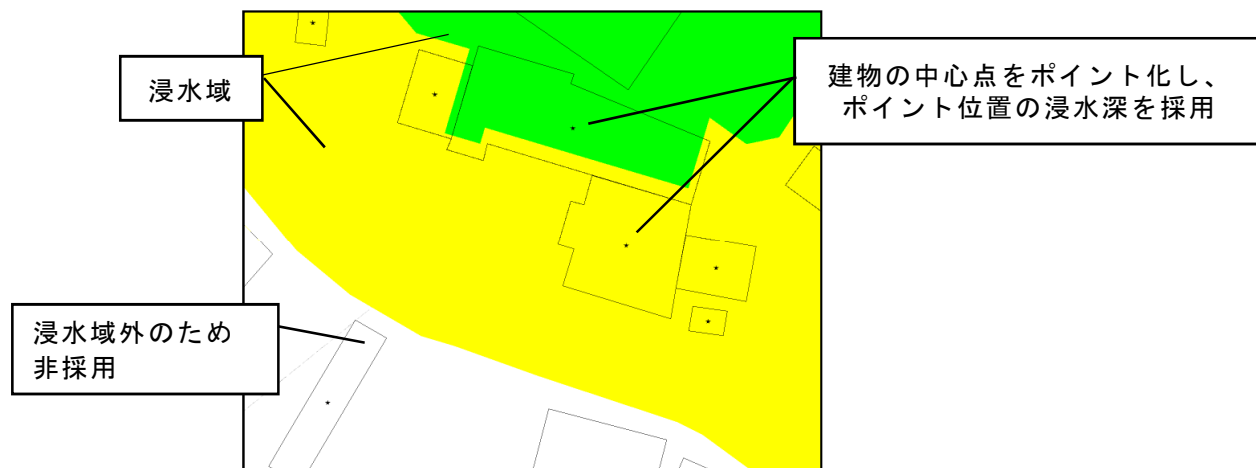 浸水域
建物の中心点をポイント化し、
ポイント位置の浸水深を採用
浸水域外のため
非採用